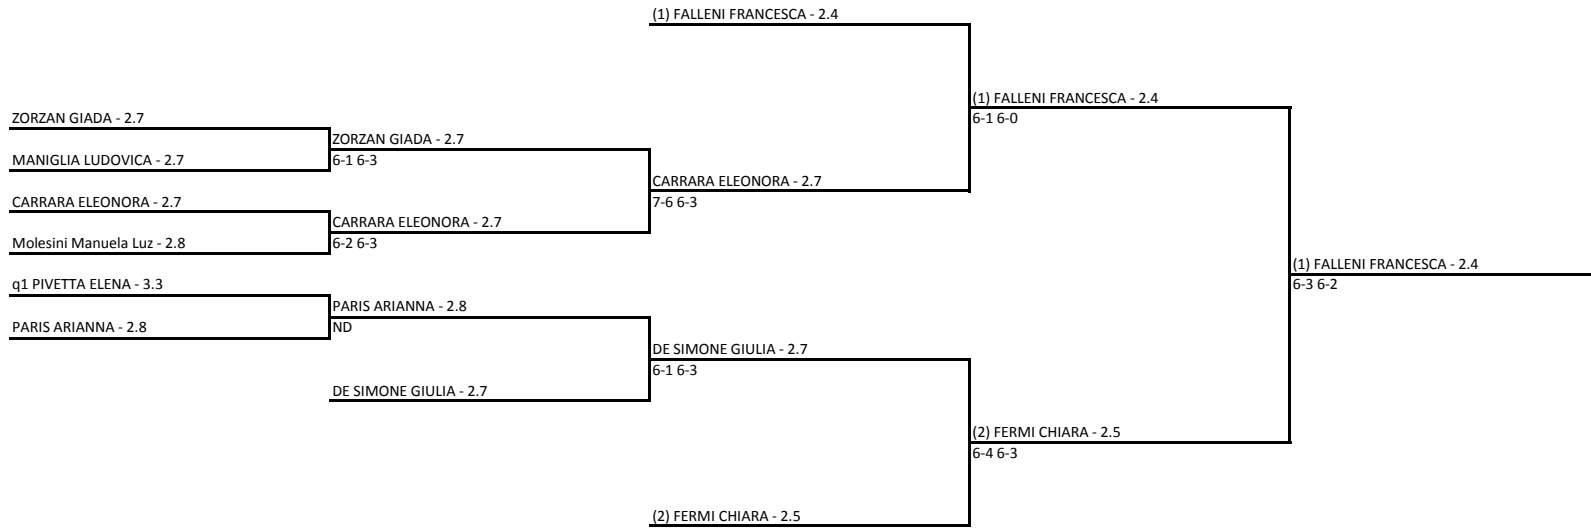 (1) FALLENI FRANCESCA - 2.4
(1) FALLENI FRANCESCA - 2.4
ZORZAN GIADA - 2.7
6-1 6-0
ZORZAN GIADA - 2.7
MANIGLIA LUDOVICA - 2.7
6-1 6-3
CARRARA ELEONORA - 2.7
CARRARA ELEONORA - 2.7
7-6 6-3
CARRARA ELEONORA - 2.7
Molesini Manuela Luz - 2.8
6-2 6-3
(1) FALLENI FRANCESCA - 2.4
q1 PIVETTA ELENA - 3.3
6-3 6-2
PARIS ARIANNA - 2.8
PARIS ARIANNA - 2.8
ND
DE SIMONE GIULIA - 2.7
6-1 6-3
DE SIMONE GIULIA - 2.7
(2) FERMI CHIARA - 2.5
6-4 6-3
(2) FERMI CHIARA - 2.5